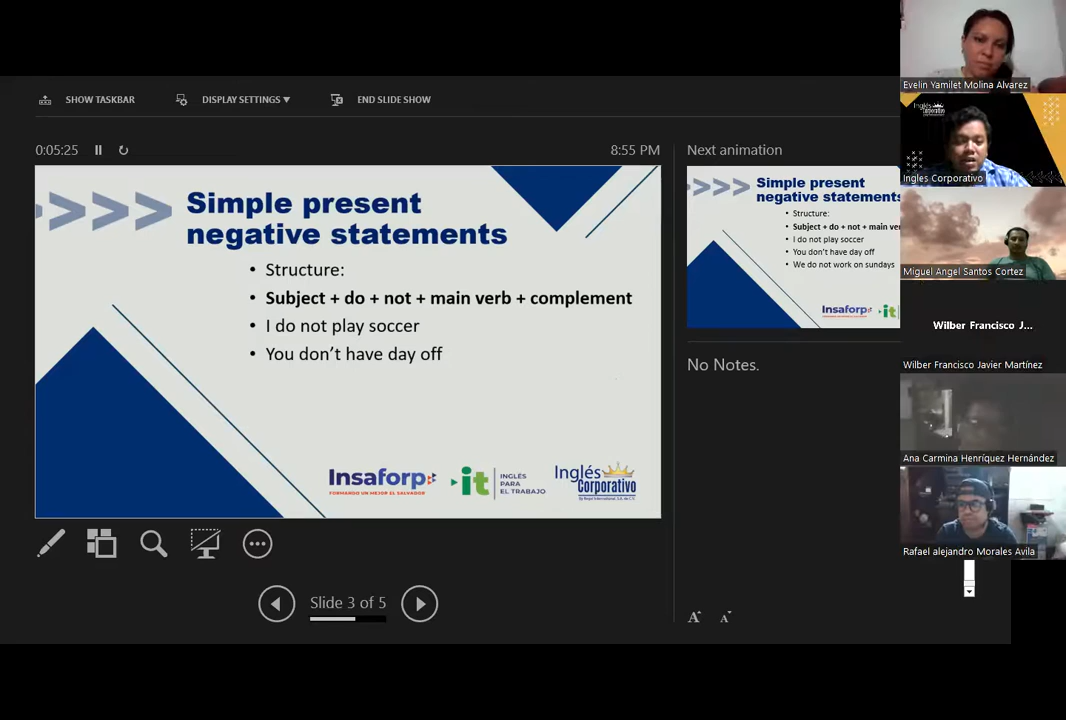 SHOW TASKBAR
DISPLAY SETTINGS ▼
END SLIDE SHOW
0:05:25
8:55 PM
Simple present
negative statements
• Structure:
• Subject + do + not + main verb + complement
• I do not play soccer
• You don't have day off
Insaforp
FORMANDO UN MEJOR EL SALVADOR
it
INGLÉS
PARA
EL TRABAJO
Inglés
Corporativo
Slide 3 of 5
Next animation
Simple present
negative statements
• Structure:
Subject + do + not + main ve
• I do not play soccer
• You don't have day off
• We do not work on sundays
Insaforp
it
No Notes.
A
A
Evelin Yamilet Molina Alvarez
Inglés
Corporativo
Ingles Corporativo
Miguel Angel Santos Cortez
Wilber Francisco J...
Wilber Francisco Javier Martínez
Ana Carmina Henríquez Hernández
Rafael alejandro Morales Avila